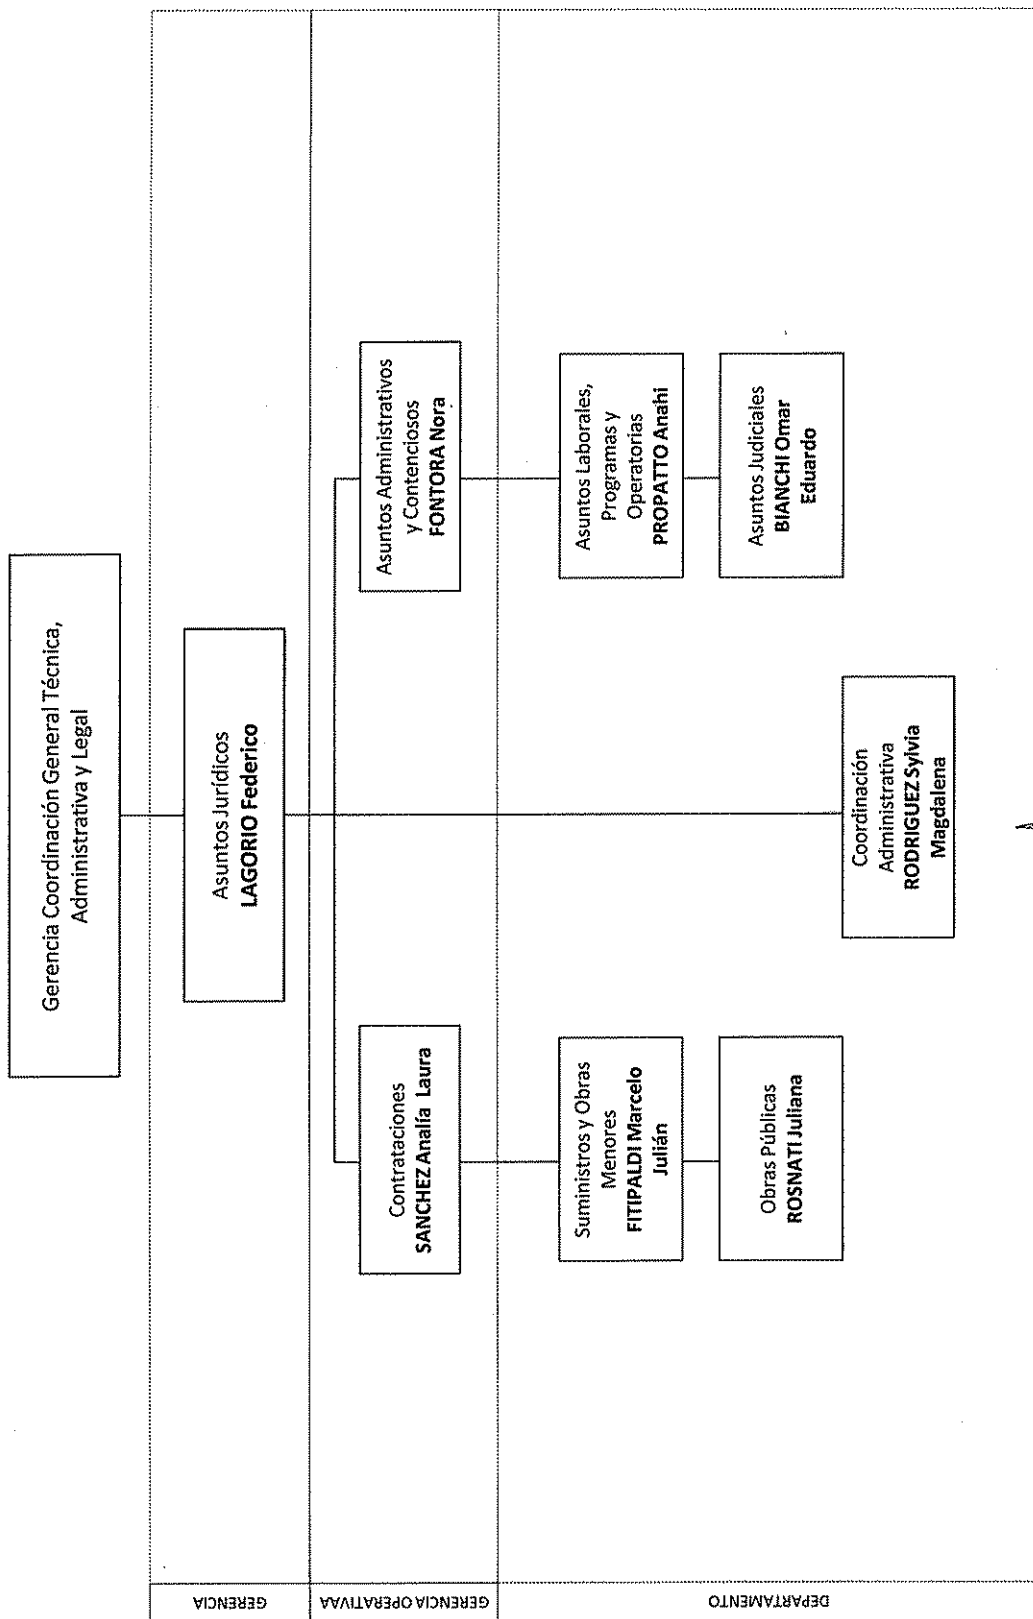 Gerencia Coordinación General Técnica,
Administrativa y Legal
GERENCIA
Asuntos Jurídicos
LAGORIO Federico
GERENCIA OPERATIVAA
Contrataciones
SANCHEZ Analía Laura
Asuntos Administrativos
y Contenciosos
FONTORA Nora
DEPARTAMENTO
Suministros y Obras
Menores
FITIPALDI Marcelo
Julián
Asuntos Laborales,
Programas y
Operatorias
PROPATTO Anahi
Obras Públicas
ROSNATI Juliana
Asuntos Judiciales
BIANCHI Omar
Eduardo
Coordinación
Administrativa
RODRIGUEZ Sylvia
Magdalena